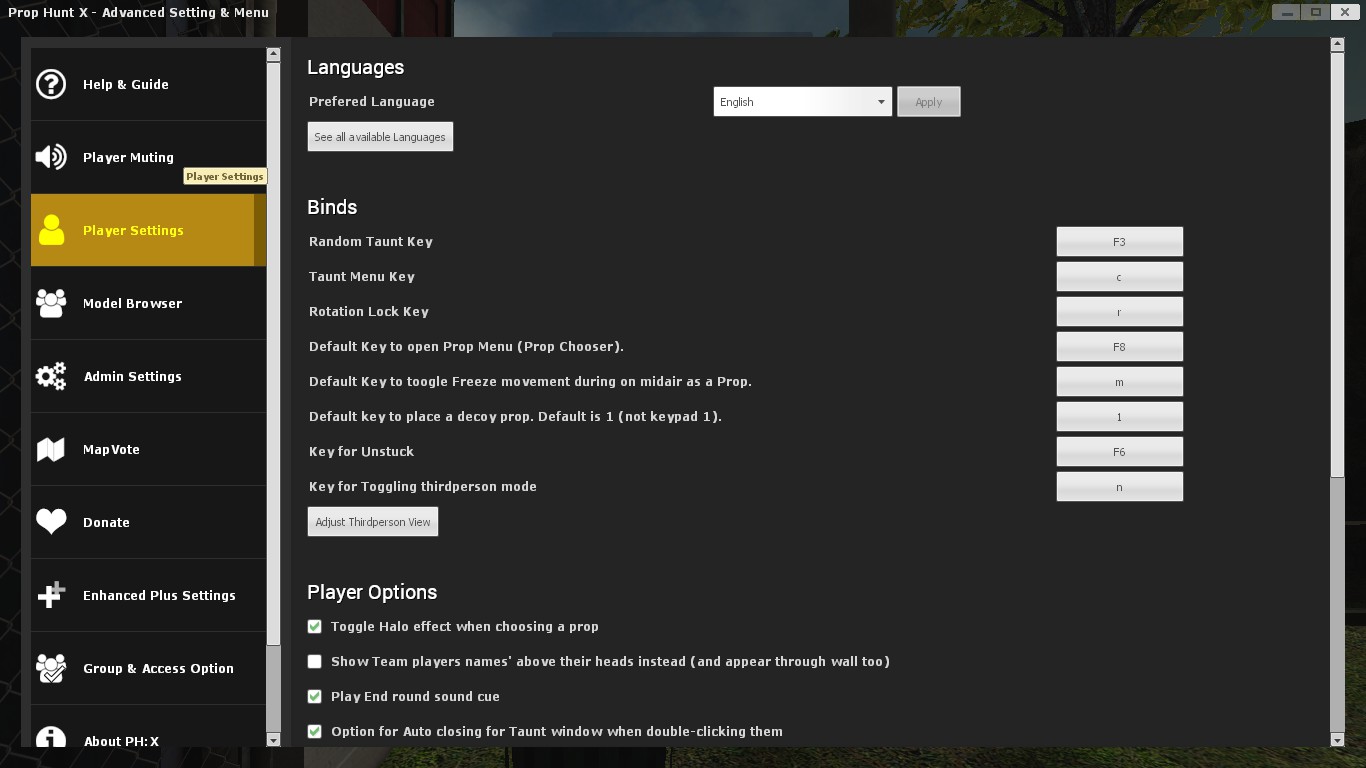 Prop Hunt X - Advanced Setting & Menu
Help & Guide
Player Muting
Player Settings
Player Settings
Model Browser
Admin Settings
MapVote
Donate
Enhanced Plus Settings
Group & Access Option
About PH:X
Languages
Prefered Language
English
Apply
See all available Languages
Binds
Random Taunt Key
F3
Taunt Menu Key
c
Rotation Lock Key
r
Default Key to open Prop Menu (Prop Chooser).
F8
Default Key to toogle Freeze movement during on midair as a Prop.
m
Default key to place a decoy prop. Default is 1 (not keypad 1).
1
Key for Unstuck
F6
Key for Toggling thirdperson mode
n
Adjust Thirdperson View
Player Options
Toggle Halo effect when choosing a prop
Show Team players names' above their heads instead (and appear through wall too)
Play End round sound cue
Option for Auto closing for Taunt window when double-clicking them